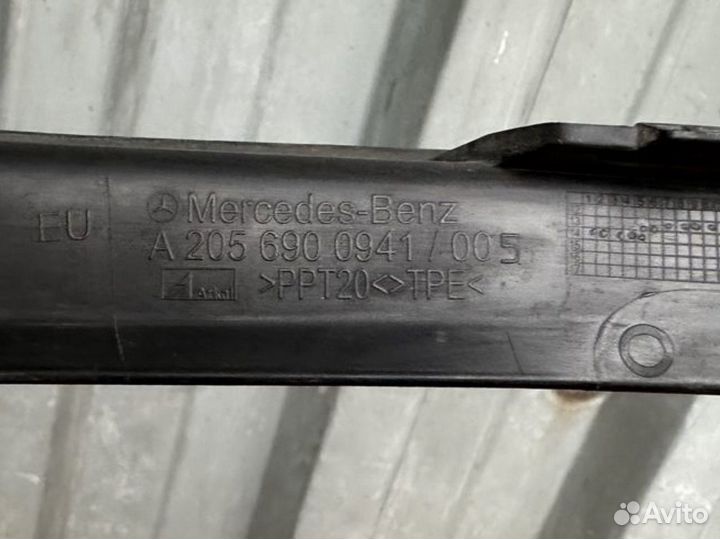 EU
Mercedes-Benz
A 205 690 0941 / 005
>PPT20<>TPE<
Avito